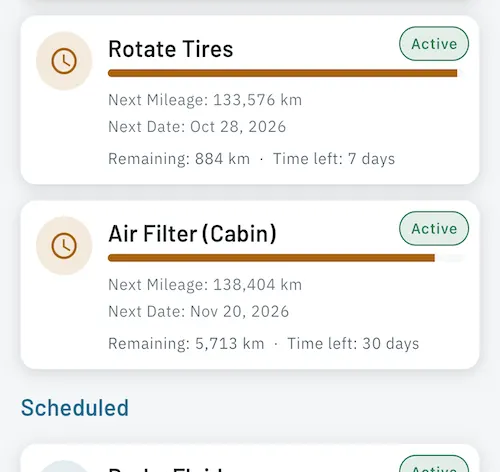 Rotate Tires
Active
Next Mileage: 133,576 km
Next Date: Oct 28, 2026
Remaining: 884 km · Time left: 7 days
Air Filter (Cabin)
Active
Next Mileage: 138,404 km
Next Date: Nov 20, 2026
Remaining: 5,713 km · Time left: 30 days
Scheduled
Active